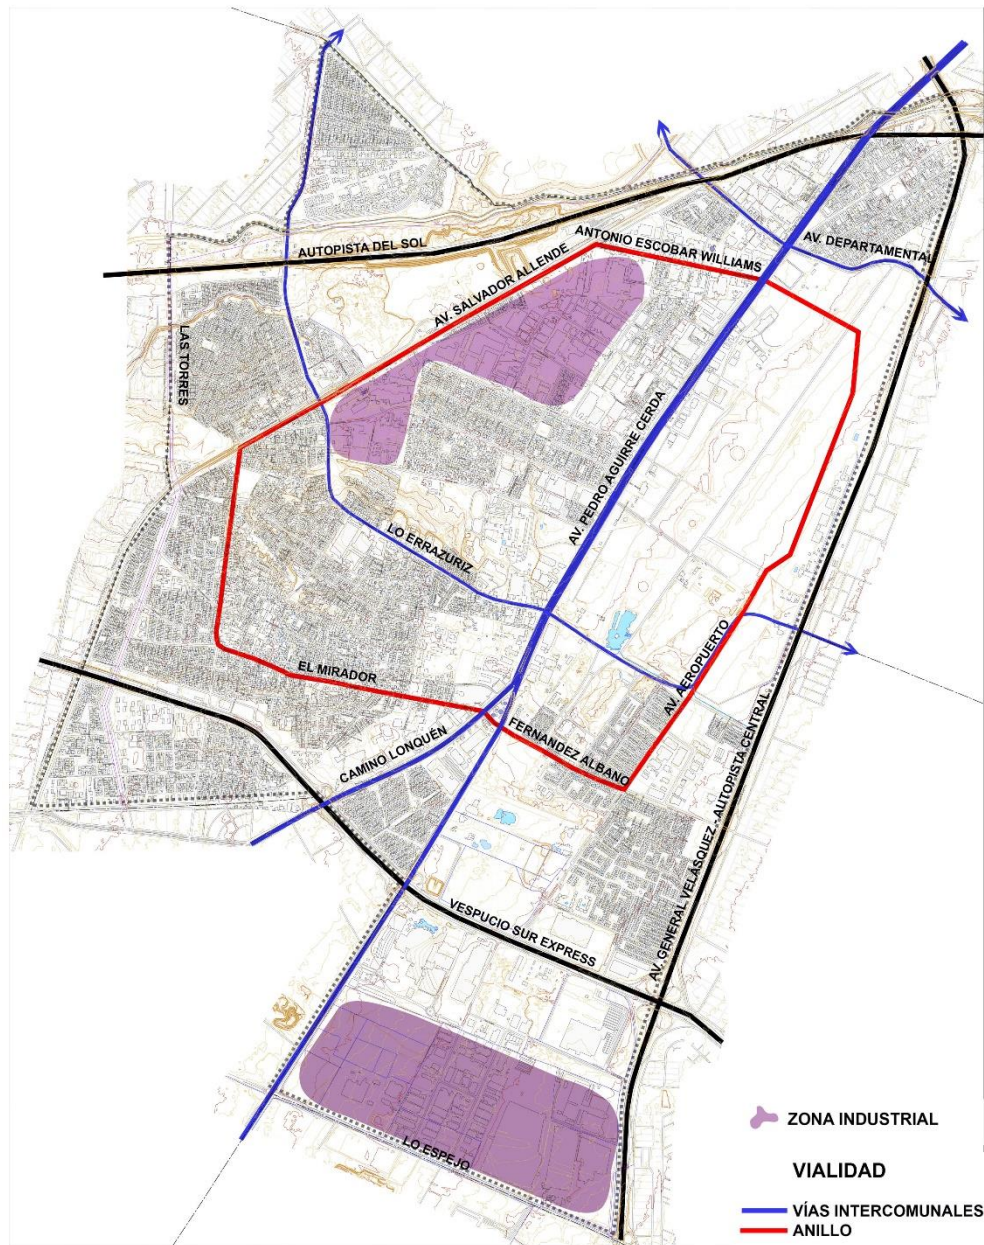 AUTOPISTA DEL SOL
ANTONIO ESCOBAR WILLIAMS
AV. DEPARTAMENTAL
AV. SALVADOR ALLENDE
LAS TORRES
AV. PEDRO AGUIRRE CERDA
LO ERRAZURIZ
AV. AEROPUERTO
EL MIRADOR
FERNANDEZ ALBANO
CAMINO LONQUÉN
AV. GENERAL VELÁSQUEZ - AUTOPISTA CENTRAL
VESPUCIO SUR EXPRESS
LO ESPEJO
ZONA INDUSTRIAL
VIALIDAD
VÍAS INTERCOMUNALES
ANILLO